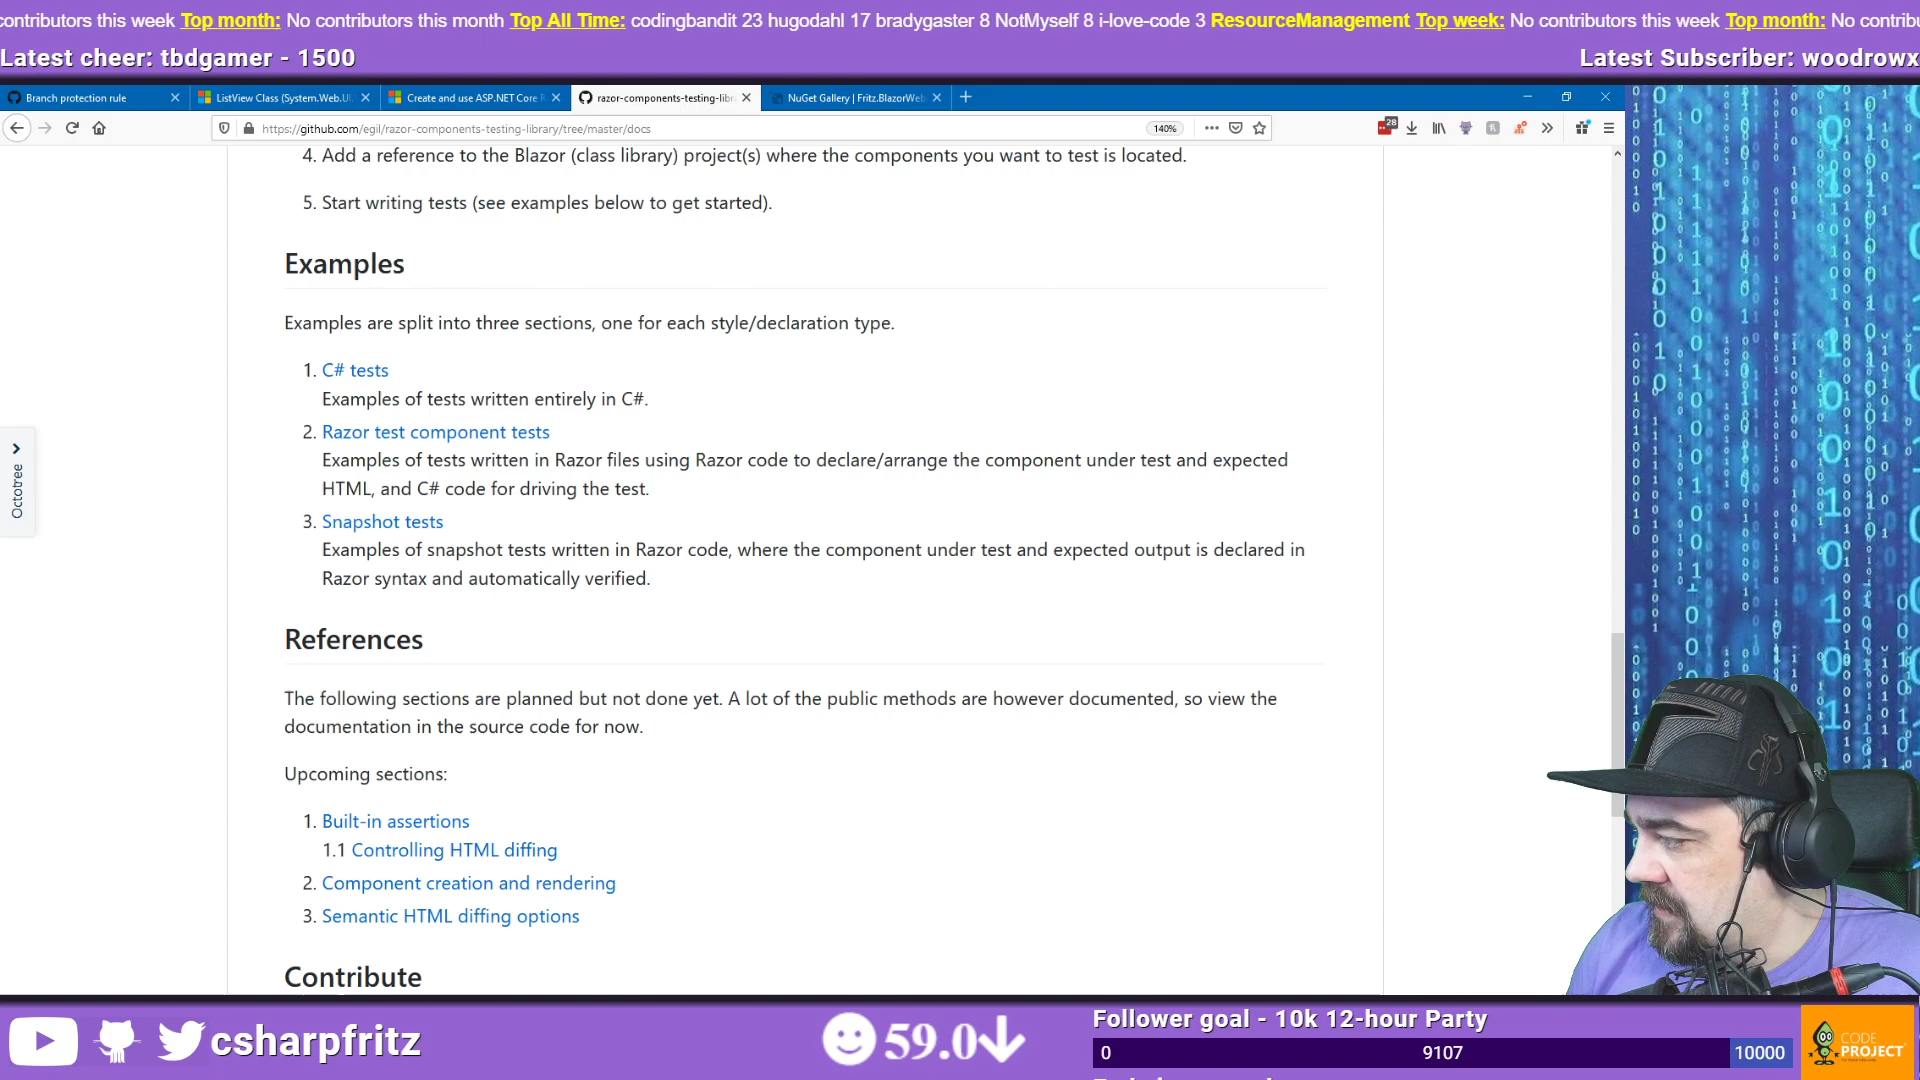 contributors this week Top month: No contributors this month Top All Time: codingbandit 23 hugodahl 17 bradygaster 8 NotMyself 8 i-love-code 3 ResourceManagement Top week: No contributors this week Top month: No contribu
Latest cheer: tbdgamer - 1500
Latest Subscriber: woodrowx
Branch protection rule
ListView Class (System.Web.UI.
Create and use ASP.NET Core R
razor-components-testing-libr
NuGet Gallery | Fritz.BlazorWeb
https://github.com/egil/razor-components-testing-library/tree/master/docs
140%
28
4. Add a reference to the Blazor (class library) project(s) where the components you want to test is located.
5. Start writing tests (see examples below to get started).
Examples
Examples are split into three sections, one for each style/declaration type.
1. C# tests
Examples of tests written entirely in C#.
2. Razor test component tests
Examples of tests written in Razor files using Razor code to declare/arrange the component under test and expected
HTML, and C# code for driving the test.
3. Snapshot tests
Examples of snapshot tests written in Razor code, where the component under test and expected output is declared in
Razor syntax and automatically verified.
Octotree
References
The following sections are planned but not done yet. A lot of the public methods are however documented, so view the
documentation in the source code for now.
Upcoming sections:
1. Built-in assertions
1.1 Controlling HTML diffing
2. Component creation and rendering
3. Semantic HTML diffing options
Contribute
csharpfritz
59.0
Follower goal - 10k 12-hour Party
0
9107
10000
CODE
PROJECT